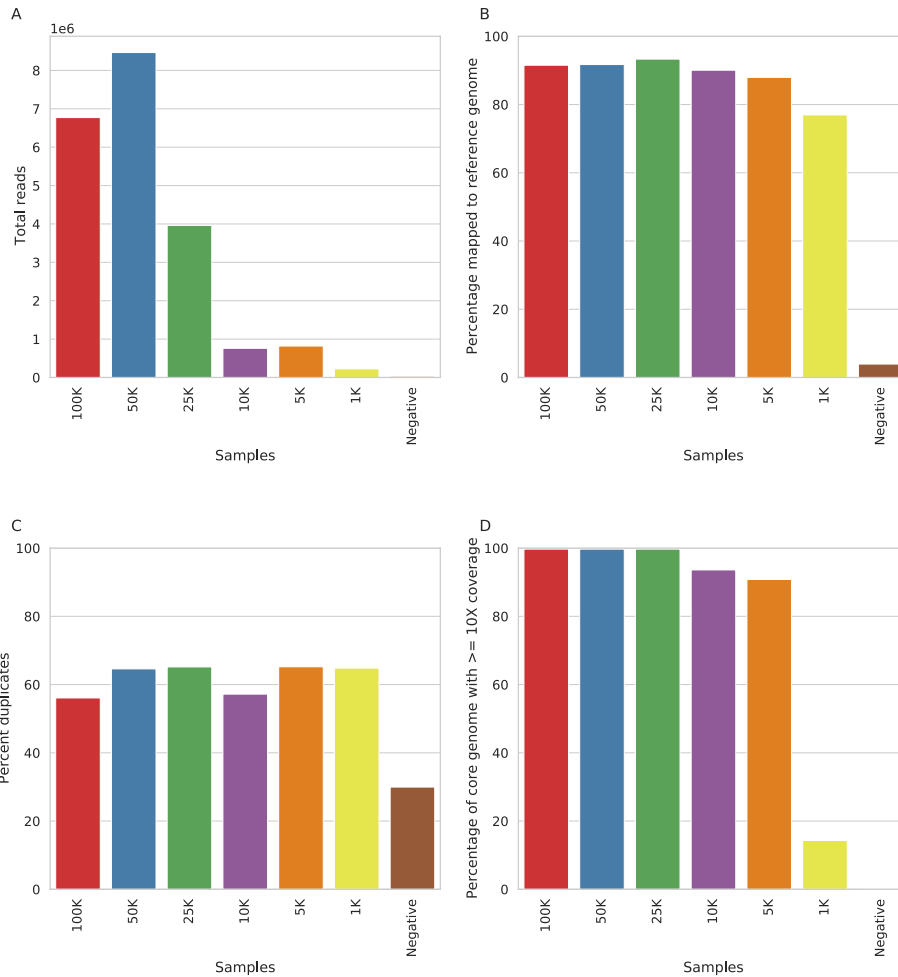 A
1e6
8
7
6
5
4
3
2
1
0
Total reads
100K
50K
25K
10K
5K
1K
Negative
Samples
B
100
80
60
40
20
0
Percentage mapped to reference genome
100K
50K
25K
10K
5K
1K
Negative
Samples
C
100
80
60
40
20
0
Percent duplicates
100K
50K
25K
10K
5K
1K
Negative
Samples
D
100
80
60
40
20
0
Percentage of core genome with >= 10X coverage
100K
50K
25K
10K
5K
1K
Negative
Samples